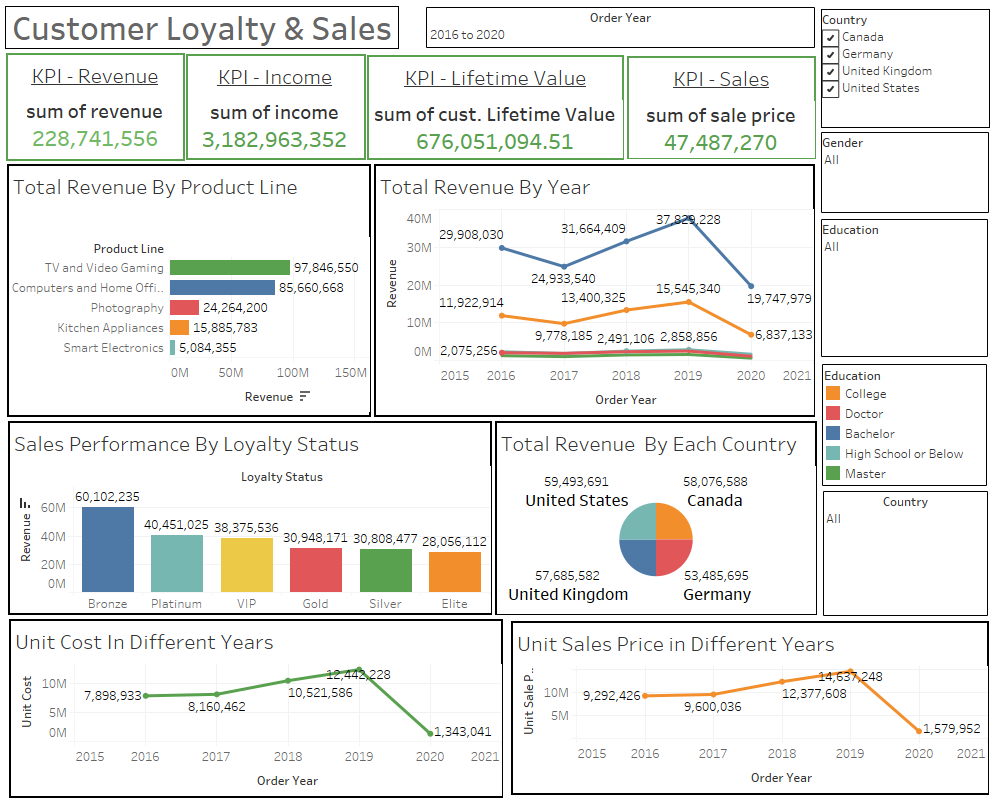 Customer Loyalty & Sales
Order Year
2016 to 2020
Country
Canada
Germany
United Kingdom
United States
KPI - Revenue
sum of revenue
228,741,556
KPI - Income
sum of income
3,182,963,352
KPI - Lifetime Value
sum of cust. Lifetime Value
676,051,094.51
KPI - Sales
sum of sale price
47,487,270
Gender
All
Education
All
Education
College
Doctor
Bachelor
High School or Below
Master
Country
All
Total Revenue By Product Line
Product Line
TV and Video Gaming 97,846,550
Computers and Home Offi.. 85,660,668
Photography 24,264,200
Kitchen Appliances 15,885,783
Smart Electronics 5,084,355
0M 50M 100M 150M
Revenue
Total Revenue By Year
Revenue
40M
30M
20M
10M
0M
29,908,030
24,933,540
31,664,409
37,829,228
19,747,979
11,922,914
9,778,185
13,400,325
15,545,340
6,837,133
2,075,256
2,491,106
2,858,856
2015 2016 2017 2018 2019 2020 2021
Order Year
Sales Performance By Loyalty Status
Loyalty Status
Revenue
60M
40M
20M
0M
60,102,235
40,451,025
38,375,536
30,948,171
30,808,477
28,056,112
Bronze Platinum VIP Gold Silver Elite
Total Revenue By Each Country
59,493,691
United States
58,076,588
Canada
57,685,582
United Kingdom
53,485,695
Germany
Unit Cost In Different Years
Unit Cost
10M
5M
0M
7,898,933
8,160,462
10,521,586
12,442,228
1,343,041
2015 2016 2017 2018 2019 2020 2021
Order Year
Unit Sales Price in Different Years
Unit Sale P..
10M
5M
9,292,426
9,600,036
12,377,608
14,637,248
1,579,952
2015 2016 2017 2018 2019 2020 2021
Order Year